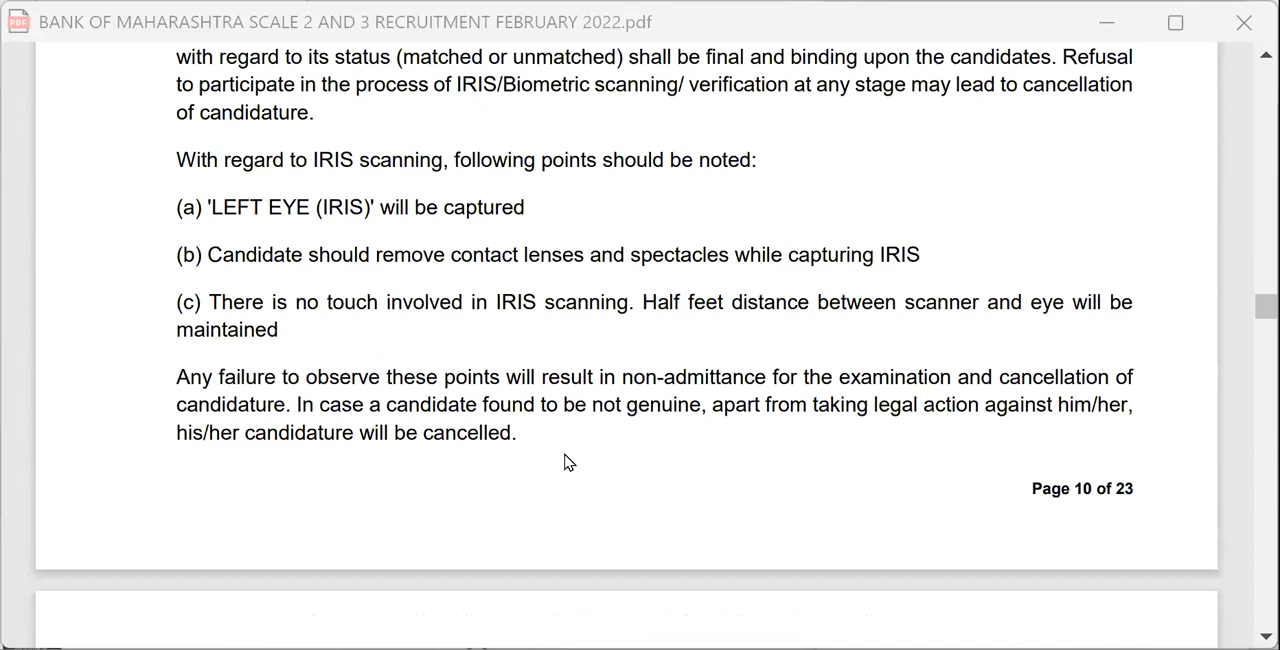 PDF BANK OF MAHARASHTRA SCALE 2 AND 3 RECRUITMENT FEBRUARY 2022.pdf
with regard to its status (matched or unmatched) shall be final and binding upon the candidates. Refusal
to participate in the process of IRIS/Biometric scanning/ verification at any stage may lead to cancellation
of candidature.
With regard to IRIS scanning, following points should be noted:
(a) 'LEFT EYE (IRIS)' will be captured
(b) Candidate should remove contact lenses and spectacles while capturing IRIS
(c) There is no touch involved in IRIS scanning. Half feet distance between scanner and eye will be
maintained
Any failure to observe these points will result in non-admittance for the examination and cancellation of
candidature. In case a candidate found to be not genuine, apart from taking legal action against him/her,
his/her candidature will be cancelled.
Page 10 of 23